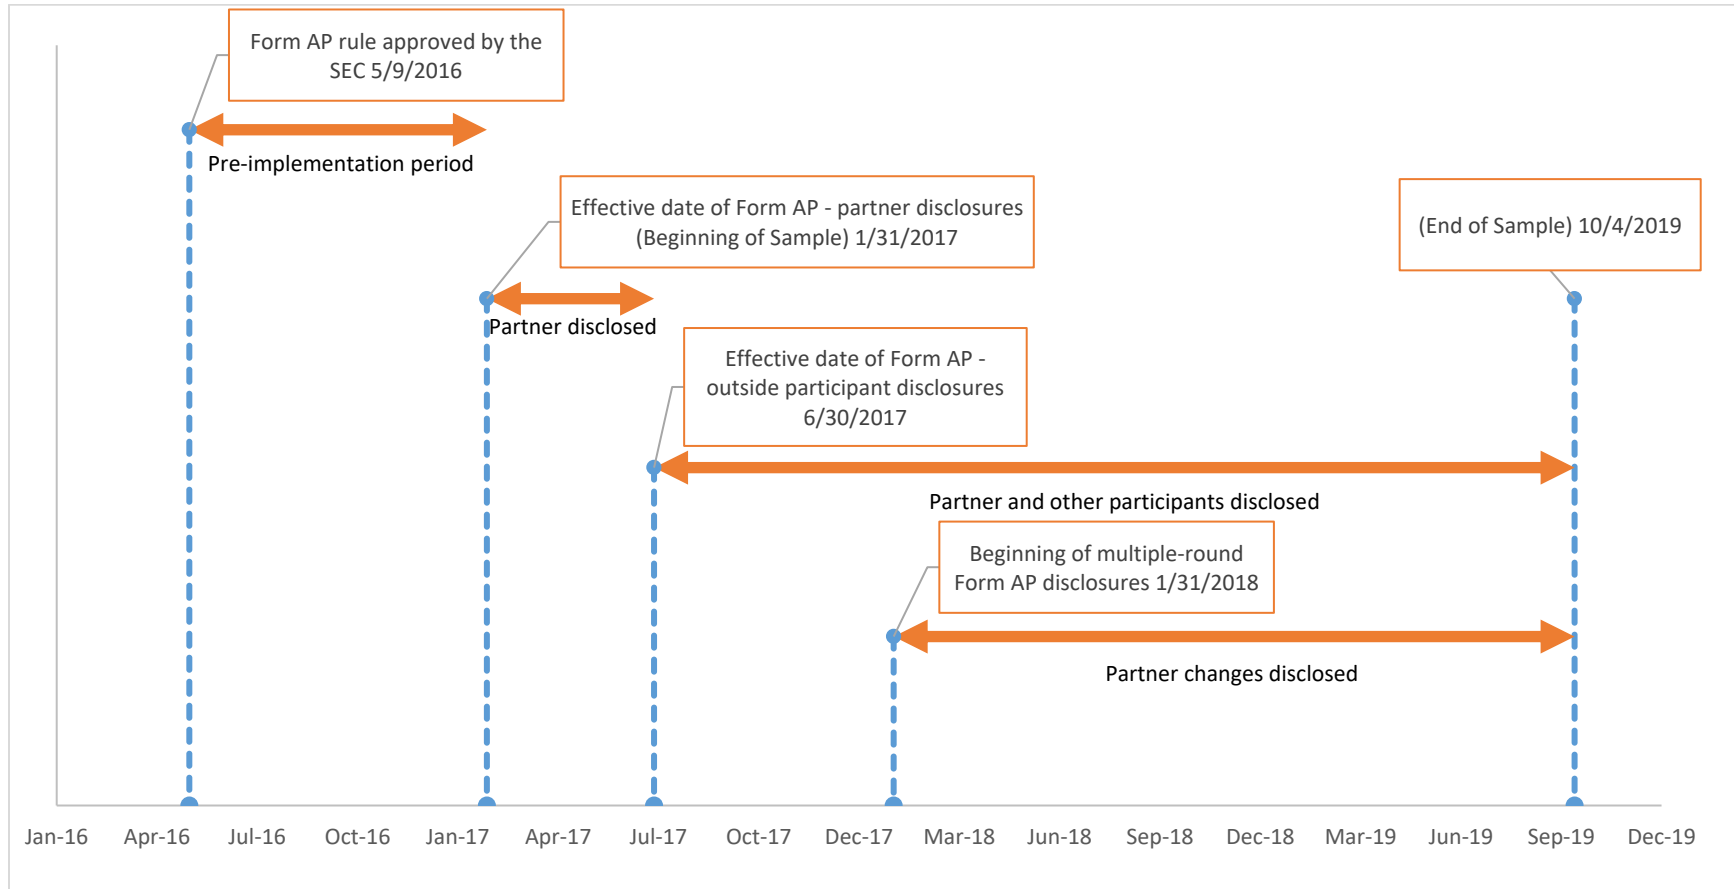 Form AP rule approved by the
SEC 5/9/2016
Pre-implementation period
Effective date of Form AP - partner disclosures
(Beginning of Sample) 1/31/2017
(End of Sample) 10/4/2019
Partner disclosed
Effective date of Form AP -
outside participant disclosures
6/30/2017
Partner and other participants disclosed
Beginning of multiple-round
Form AP disclosures 1/31/2018
Partner changes disclosed
Jan-16 Apr-16 Jul-16 Oct-16 Jan-17 Apr-17 Jul-17 Oct-17 Dec-17 Mar-18 Jun-18 Sep-18 Dec-18 Mar-19 Jun-19 Sep-19 Dec-19